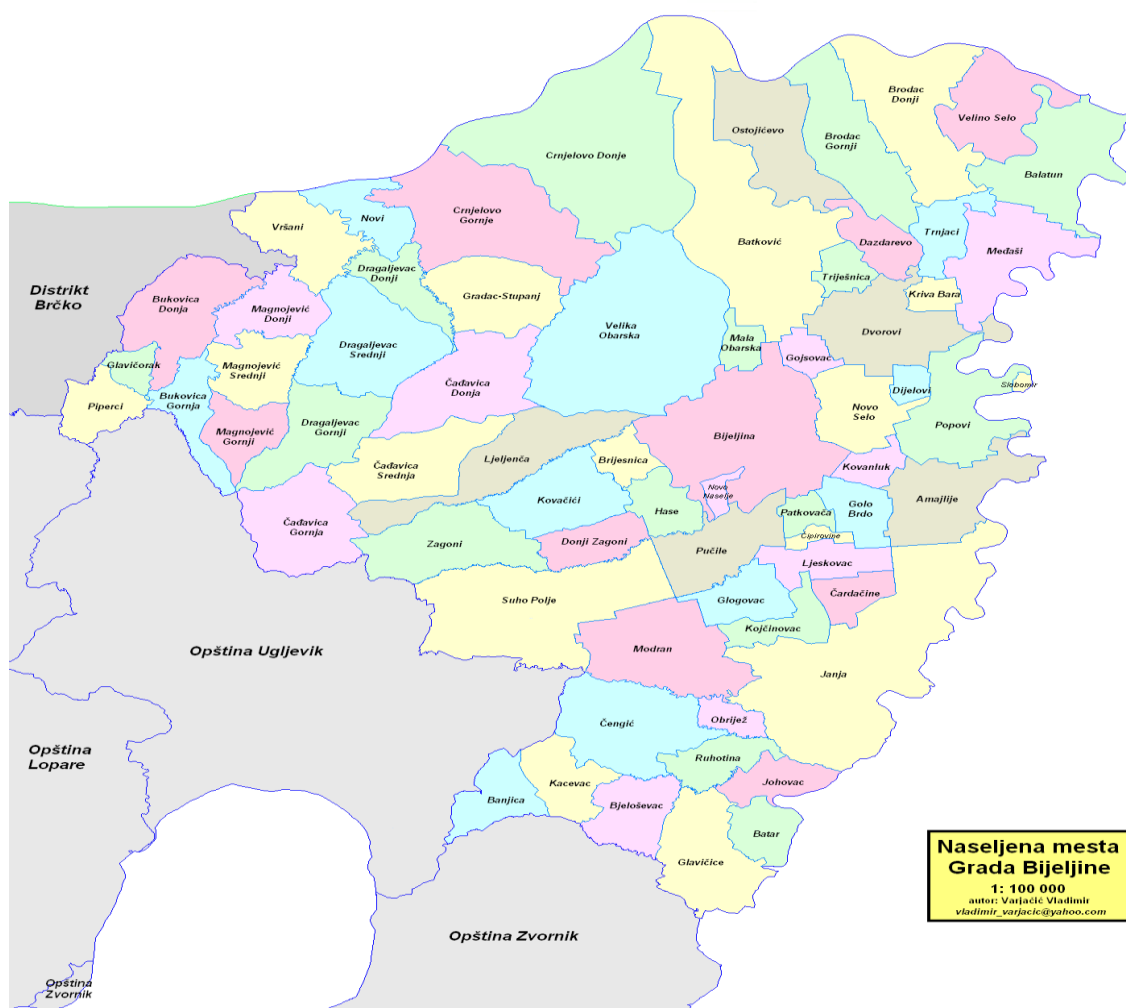 Brodac
Donji
Velino Selo
Ostojićevo
Brodac
Gornji
Crnjelovo Donje
Balatun
Crnjelovo
Gornje
Novi
Vršani
Trnjaci
Batković
Dazdarevo
Međaši
Dragaljevac
Donji
Triješnica
Distrikt
Brčko
Bukovica
Donja
Magnojević
Donji
Gradac-Stupanj
Kriva Bara
Velika
Obarska
Dvorovi
Mala
Obarska
Dragaljevac
Srednji
Gojsovac
Glavičorak
Magnojević
Srednji
Čađavica
Donja
Slobomir
Dijelovi
Piperci
Bukovica
Gornja
Novo
Selo
Popovi
Magnojević
Gornji
Dragaljevac
Gornji
Bijeljina
Ljeljenča
Brijesnica
Kovanluk
Čađavica
Srednja
Novo
Naselje
Kovačići
Hase
Patkovača
Golo
Brdo
Amajlije
Čađavica
Gornja
Čipirovine
Zagoni
Donji Zagoni
Pučile
Ljeskovac
Suho Polje
Glogovac
Čardačine
Kojčinovac
Opština Ugljevik
Modran
Janja
Čengić
Obrijež
Opština
Lopare
Ruhotina
Kacevac
Johovac
Banjica
Bjeloševac
Batar
Glavičice
Naseljena mesta
Grada Bijeljine
1: 100 000
autor: Varjačić Vladimir
vladimir_varjacic@yahoo.com
Opština Zvornik
Opština
Zvornik